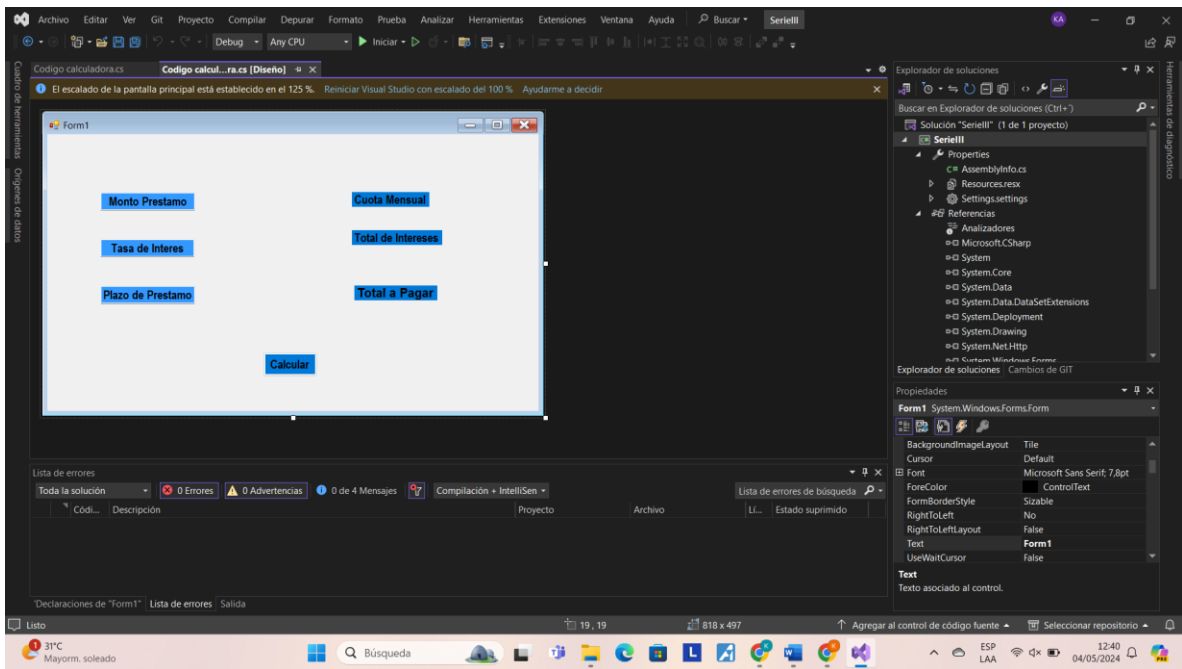 Archivo Editar Ver Git Proyecto Compilar Depurar Formato Prueba Analizar Herramientas Extensiones Ventana Ayuda Buscar SerieIII KA
Debug Any CPU Iniciar
Cuadro de herramientas
Orígenes de datos
Codigo calculadora.cs Codigo calcul...ra.cs [Diseño]
El escalado de la pantalla principal está establecido en el 125 %. Reiniciar Visual Studio con escalado del 100 % Ayudarme a decidir
Form1
Monto Prestamo
Cuota Mensual
Tasa de Interes
Total de Intereses
Plazo de Prestamo
Total a Pagar
Calcular
Explorador de soluciones
Buscar en Explorador de soluciones (Ctrl+´)
Solución "SerieIII" (1 de 1 proyecto)
SerieIII
Properties
AssemblyInfo.cs
Resources.resx
Settings.settings
Referencias
Analizadores
Microsoft.CSharp
System
System.Core
System.Data
System.Data.DataSetExtensions
System.Deployment
System.Drawing
System.Net.Http
System.Windows.Forms
Explorador de soluciones Cambios de GIT
Herramientas de diagnóstico
Propiedades
Form1 System.Windows.Forms.Form
BackgroundImageLayout Tile
Cursor Default
Font Microsoft Sans Serif; 7,8pt
ForeColor ControlText
FormBorderStyle Sizable
RightToLeft No
RightToLeftLayout False
Text Form1
UseWaitCursor False
Text
Texto asociado al control.
Lista de errores
Toda la solución 0 Errores 0 Advertencias 0 de 4 Mensajes Compilación + IntelliSen Lista de errores de búsqueda
Códi... Descripción Proyecto Archivo Lí... Estado suprimido
'Declaraciones de "Form1" Lista de errores Salida
Listo 19 , 19 818 x 497 Agregar al control de código fuente Seleccionar repositorio
1 31°C
Mayorm. soleado
Búsqueda
L
ESP
LAA
12:40
04/05/2024
PRE